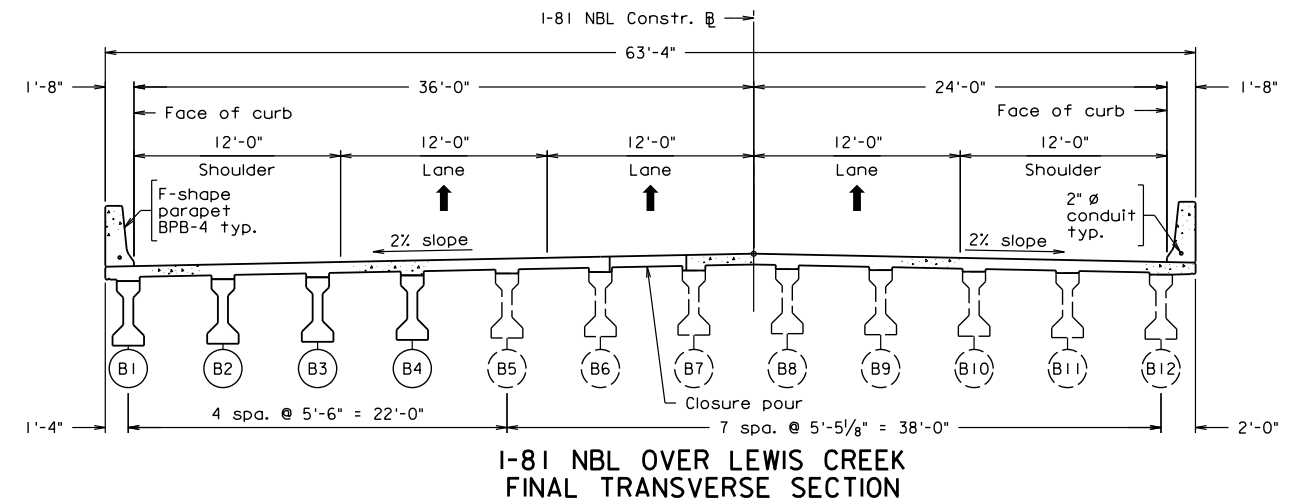 I-81 NBL Constr. ℄
63'-4"
1'-8" 36'-0" 24'-0" 1'-8"
Face of curb Face of curb
12'-0" 12'-0" 12'-0" 12'-0" 12'-0"
Shoulder Lane Lane Lane Shoulder
F-shape
parapet
BPB-4 typ.
2" ø
conduit
typ.
2% slope 2% slope
B1 B2 B3 B4 B5 B6 B7 B8 B9 B10 B11 B12
Closure pour
4 spa. @ 5'-6" = 22'-0"
1'-4" 7 spa. @ 5'-5⅛" = 38'-0" 2'-0"
I-81 NBL OVER LEWIS CREEK
FINAL TRANSVERSE SECTION